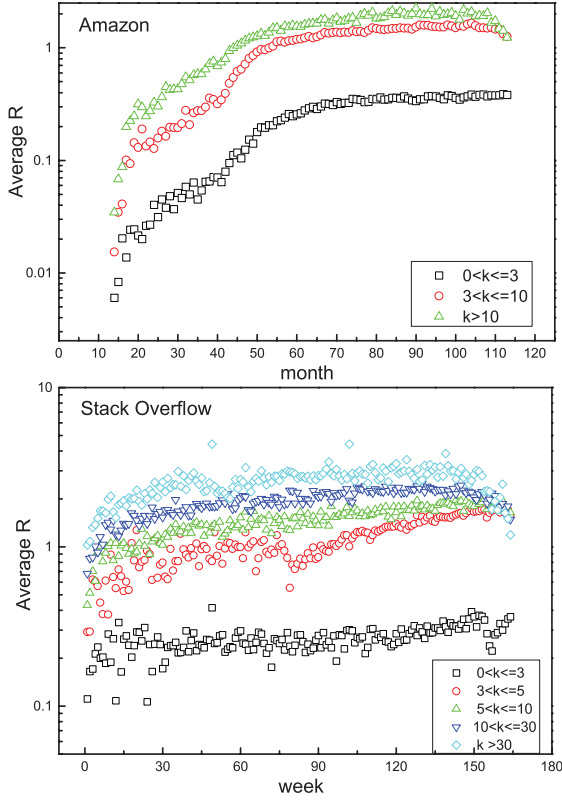 Amazon
Average R
1
0.1
0.01
0<k<=3
3<k<=10
k>10
0 10 20 30 40 50 60 70 80 90 100 110 120
month
Stack Overflow
Average R
10
1
0.1
0<k<=3
3<k<=5
5<k<=10
10<k<=30
k >30
0 30 60 90 120 150 180
week